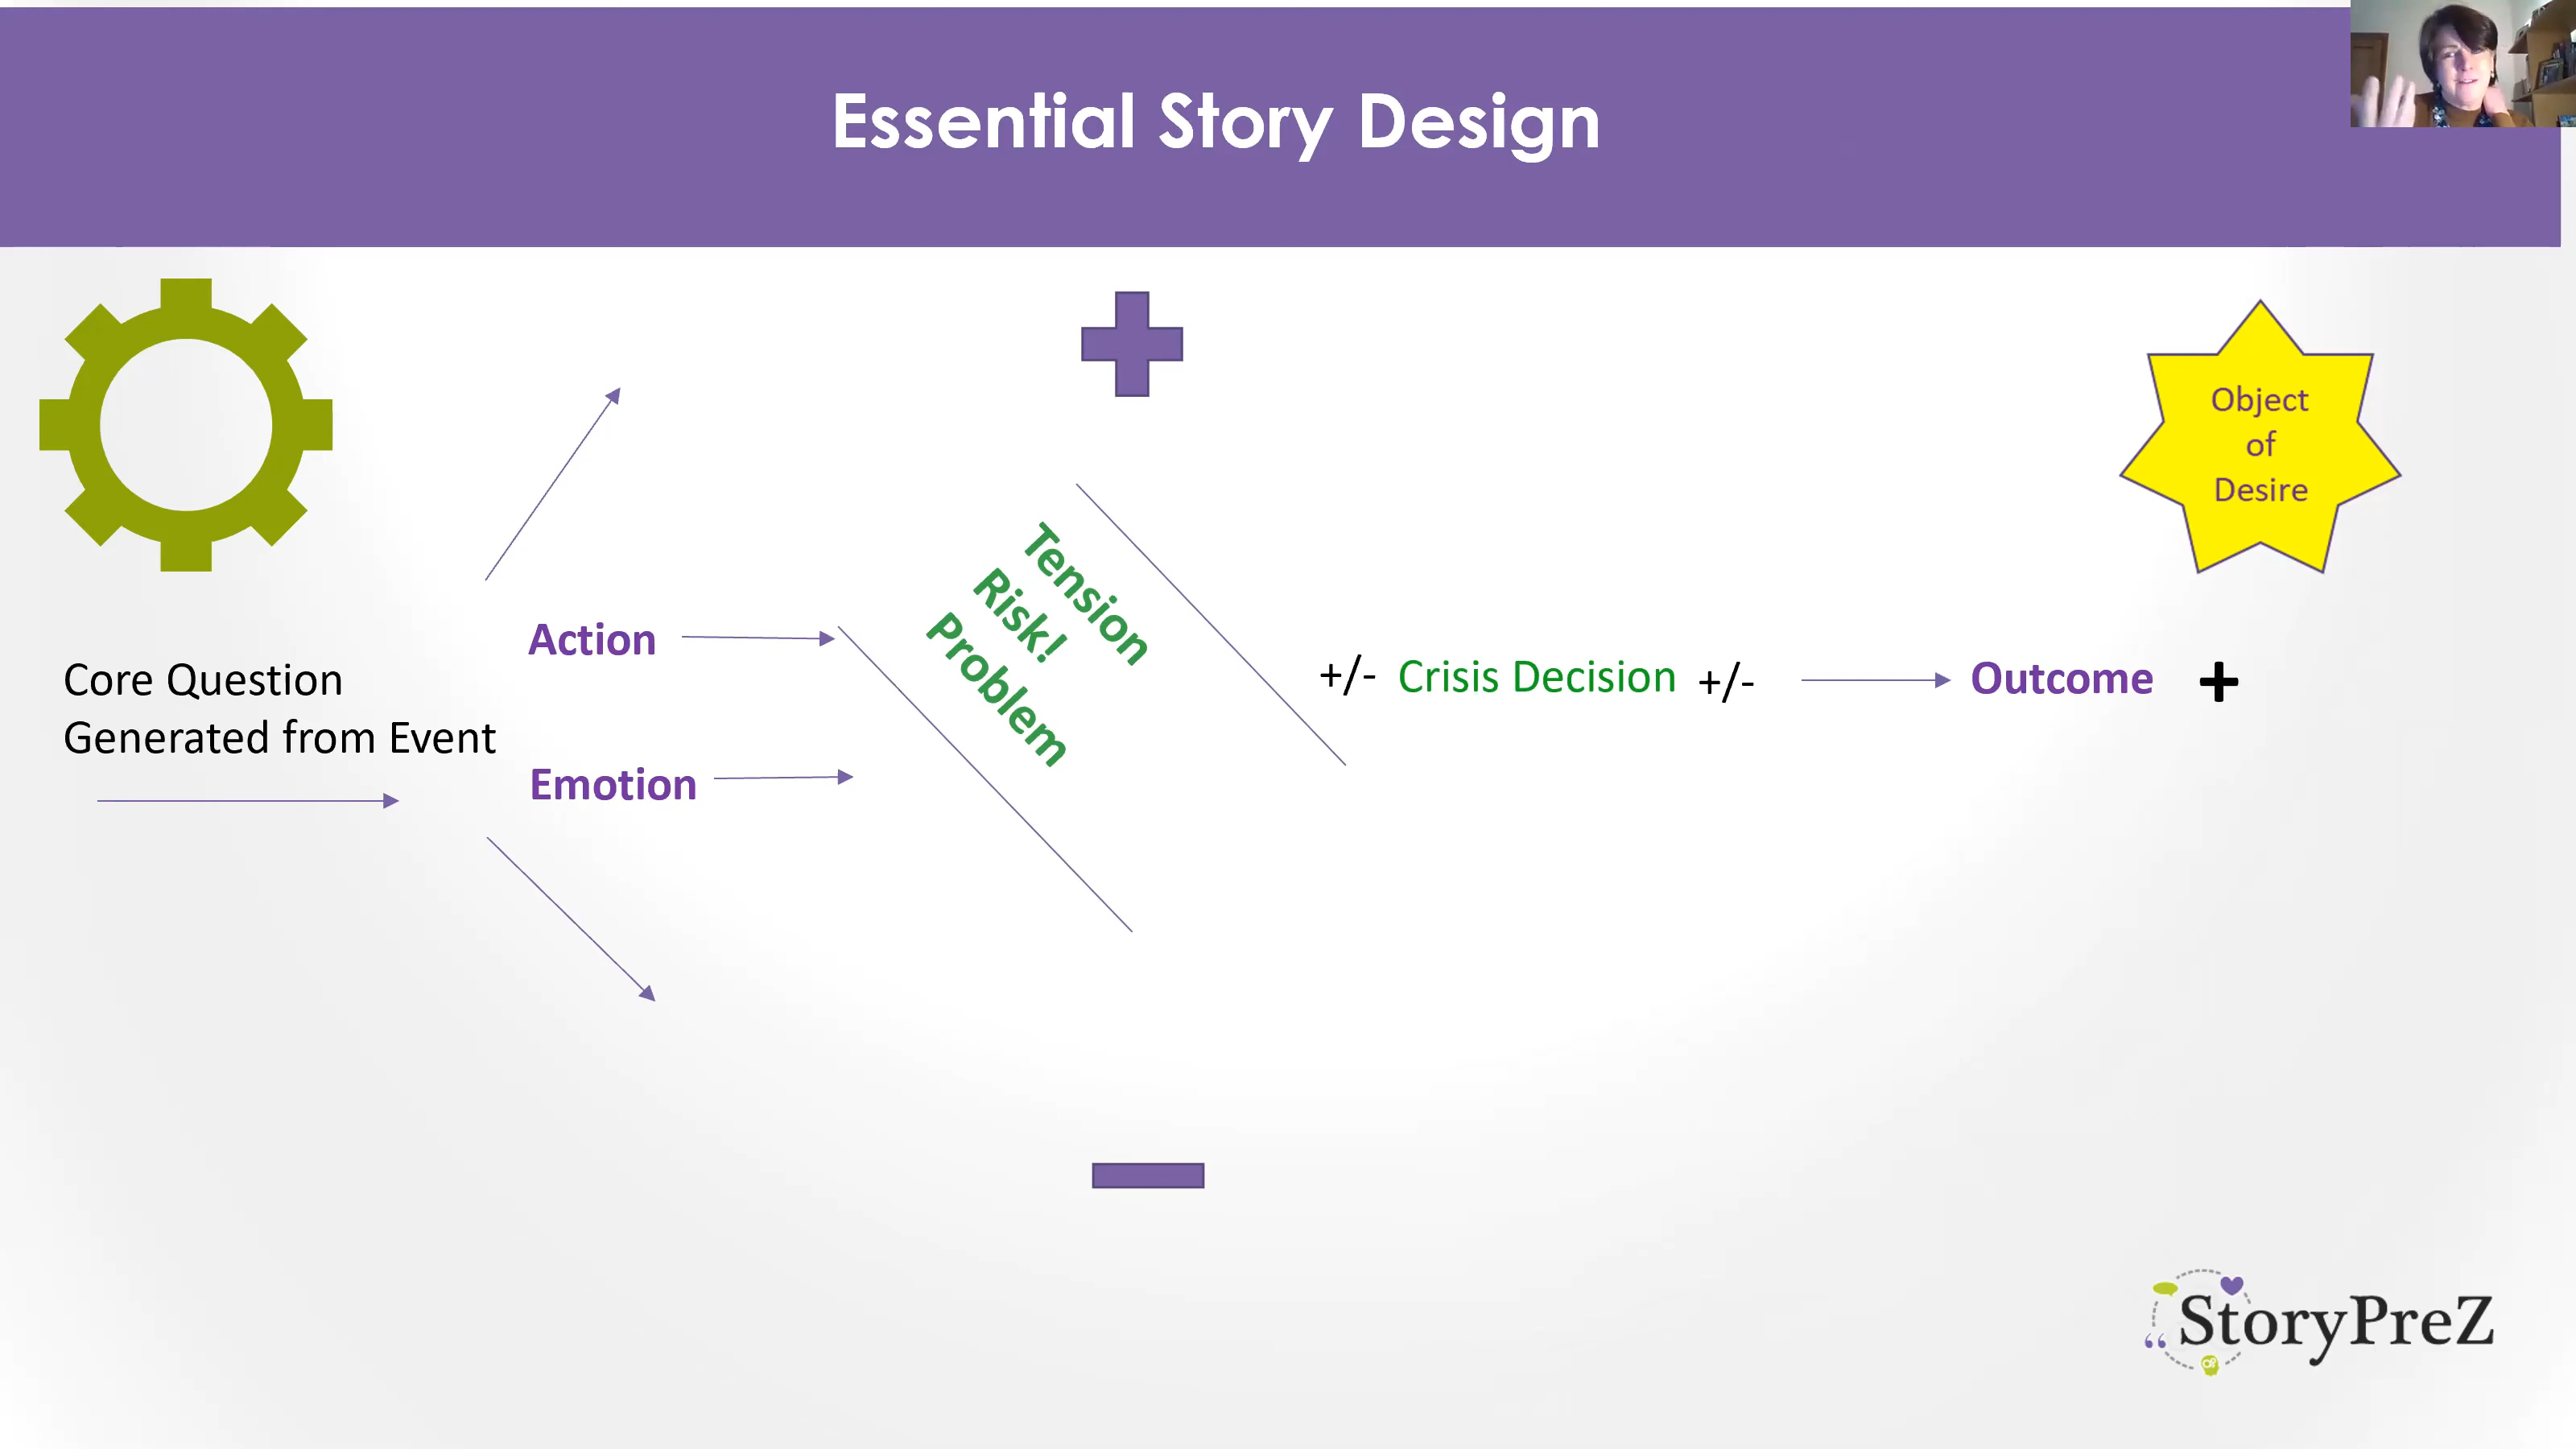 Essential Story Design
Object
of
Desire
Tension
Risk!
Problem
Action
Core Question
Generated from Event
Emotion
+/- Crisis Decision +/-
Outcome +
StoryPreZ